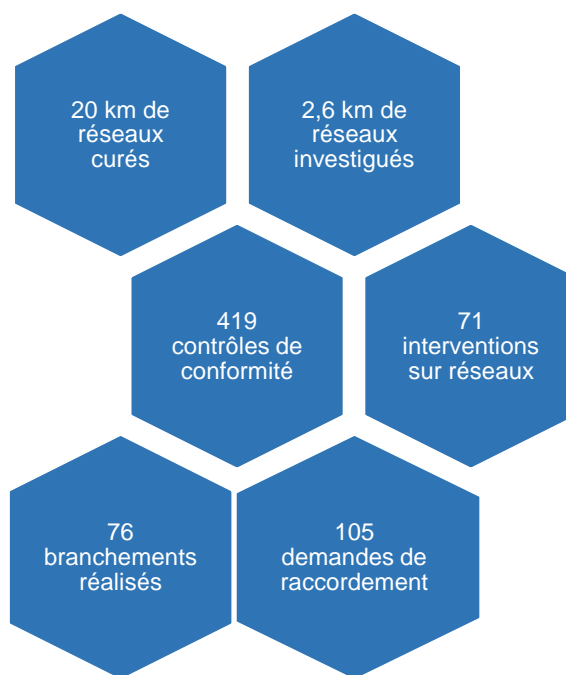 20 km de
réseaux
curés
2,6 km de
réseaux
investigués
419
contrôles de
conformité
71
interventions
sur réseaux
76
branchements
réalisés
105
demandes de
raccordement